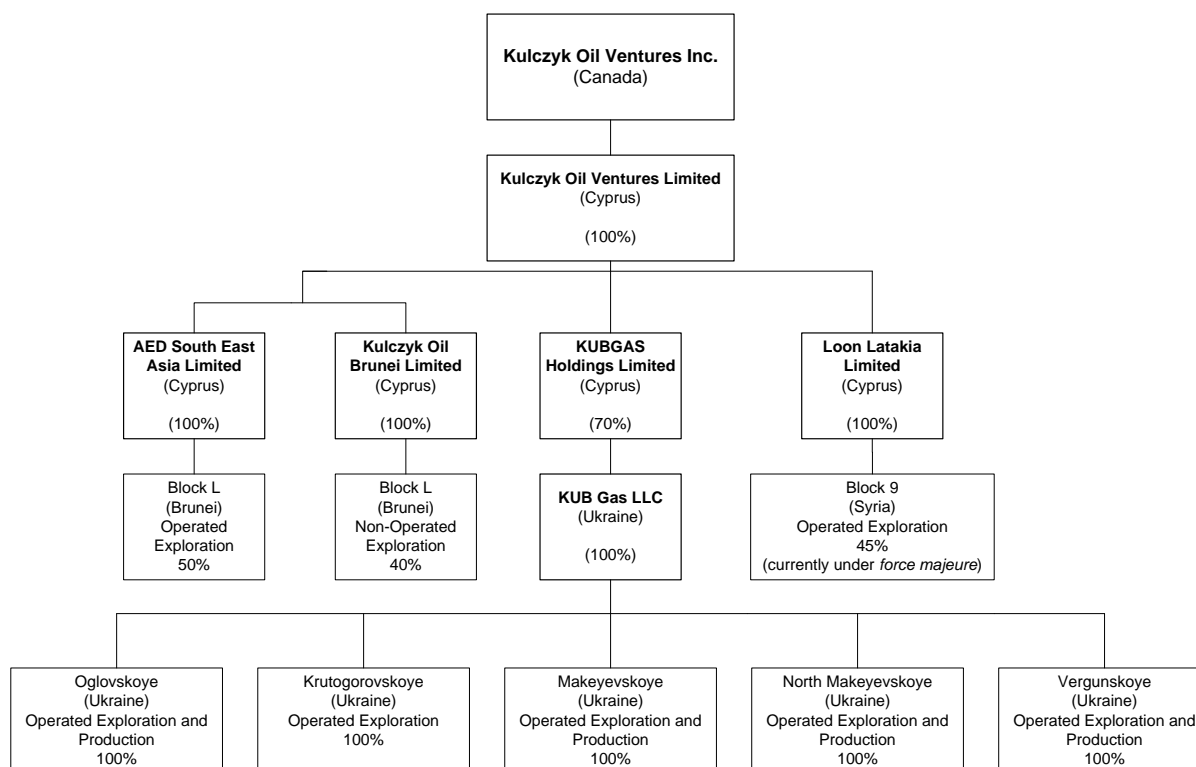 Kulczyk Oil Ventures Inc.
(Canada)
Kulczyk Oil Ventures Limited
(Cyprus)
(100%)
AED South East
Asia Limited
(Cyprus)
(100%)
Kulczyk Oil
Brunei Limited
(Cyprus)
(100%)
KUBGAS
Holdings Limited
(Cyprus)
(70%)
Loon Latakia
Limited
(Cyprus)
(100%)
Block L
(Brunei)
Operated
Exploration
50%
Block L
(Brunei)
Non-Operated
Exploration
40%
KUB Gas LLC
(Ukraine)
(100%)
Block 9
(Syria)
Operated Exploration
45%
(currently under force majeure)
Oglovskoye
(Ukraine)
Operated Exploration and
Production
100%
Krutogorovskoye
(Ukraine)
Operated Exploration
100%
Makeyevskoye
(Ukraine)
Operated Exploration and
Production
100%
North Makeyevskoye
(Ukraine)
Operated Exploration and
Production
100%
Vergunskoye
(Ukraine)
Operated Exploration and
Production
100%